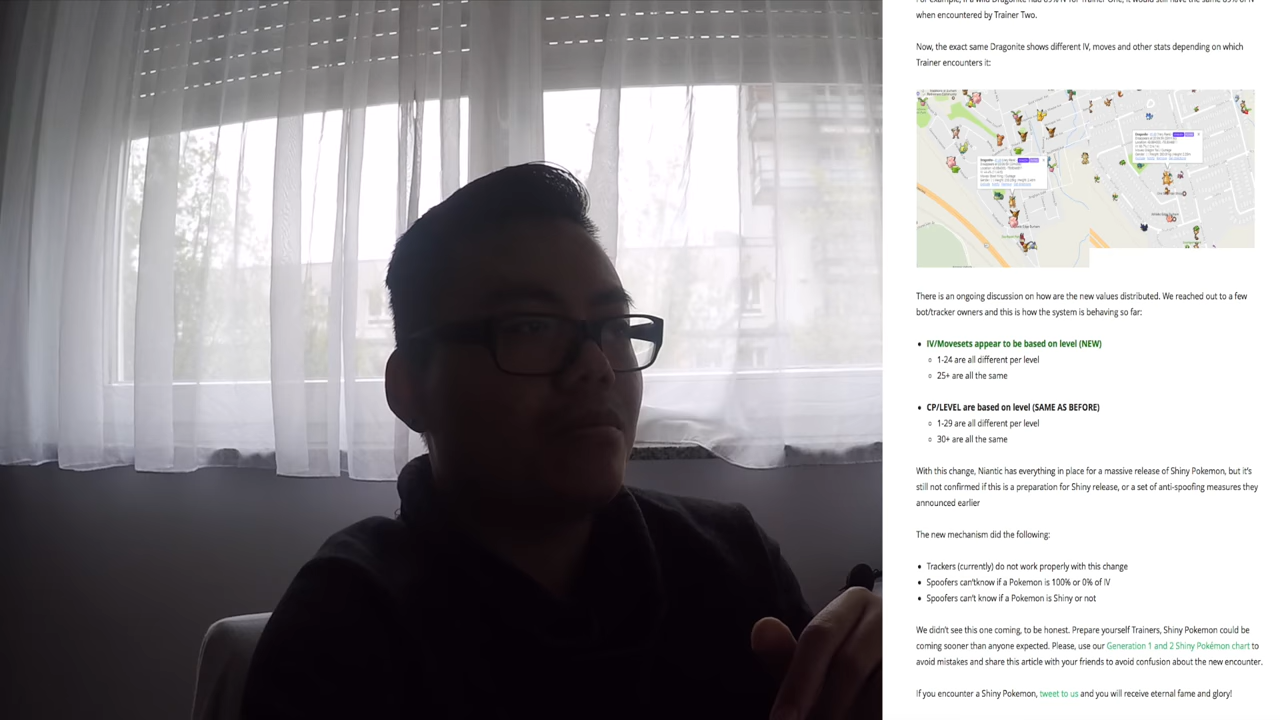 when encountered by Trainer Two.
Now, the exact same Dragonite shows different IV, moves and other stats depending on which
Trainer encounters it:
There is an ongoing discussion on how are the new values distributed. We reached out to a few
bot/tracker owners and this is how the system is behaving so far:
IV/Movesets appear to be based on level (NEW)
1-24 are all different per level
25+ are all the same
CP/LEVEL are based on level (SAME AS BEFORE)
1-29 are all different per level
30+ are all the same
With this change, Niantic has everything in place for a massive release of Shiny Pokemon, but it's
still not confirmed if this is a preparation for Shiny release, or a set of anti-spoofing measures they
announced earlier
The new mechanism did the following:
Trackers (currently) do not work properly with this change
Spoofers can'tknow if a Pokemon is 100% or 0% of IV
Spoofers can't know if a Pokemon is Shiny or not
We didn't see this one coming, to be honest. Prepare yourself Trainers, Shiny Pokemon could be
coming sooner than anyone expected. Please, use our Generation 1 and 2 Shiny Pokémon chart to
avoid mistakes and share this article with your friends to avoid confusion about the new encounter.
If you encounter a Shiny Pokemon, tweet to us and you will receive eternal fame and glory!